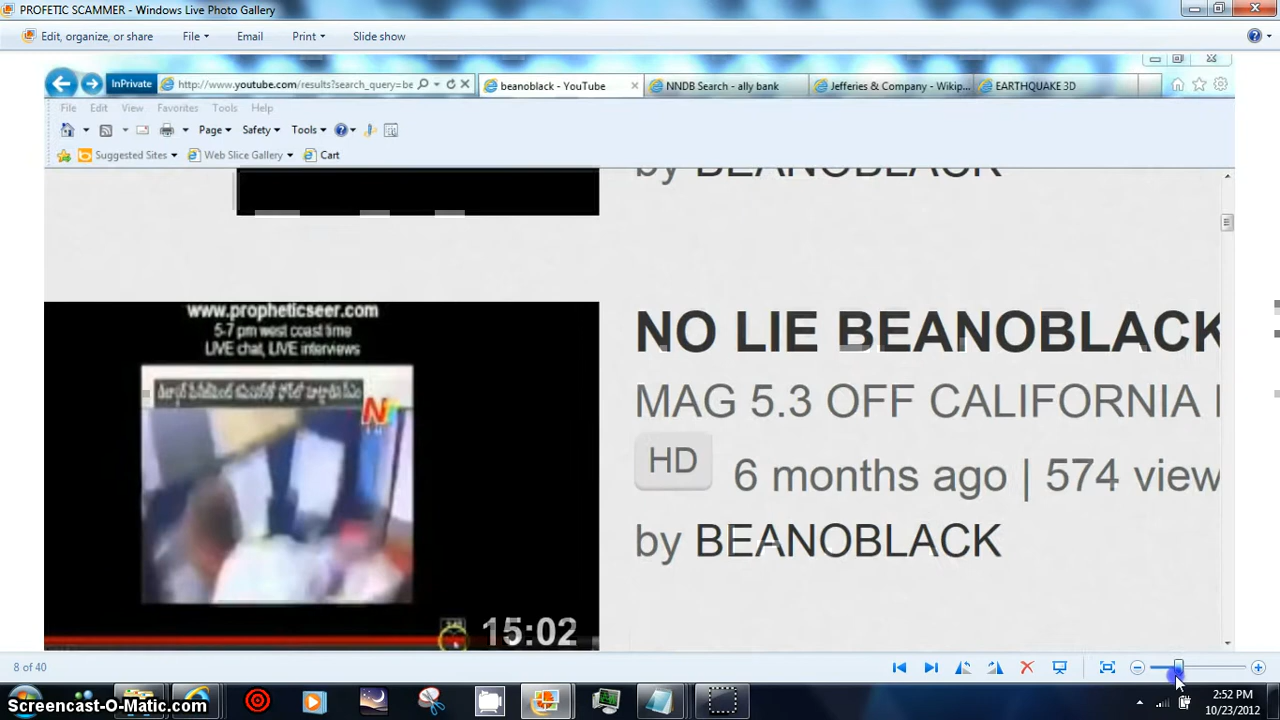 PROFETIC SCAMMER - Windows Live Photo Gallery
Edit, organize, or share File Email Print Slide show
InPrivate http://www.youtube.com/results?search_query=be beanoblack - YouTube NNDB Search - ally bank Jefferies & Company - Wikip... EARTHQUAKE 3D
File Edit View Favorites Tools Help
Page Safety Tools
Suggested Sites Web Slice Gallery Cart
by BEANOBLACK
www.propheticseer.com
5-7 pm west coast time
LIVE chat, LIVE interviews
N
NO LIE BEANOBLACK
MAG 5.3 OFF CALIFORNIA
HD 6 months ago | 574 view
by BEANOBLACK
15:02
8 of 40
2:52 PM
10/23/2012
Screencast-O-Matic.com